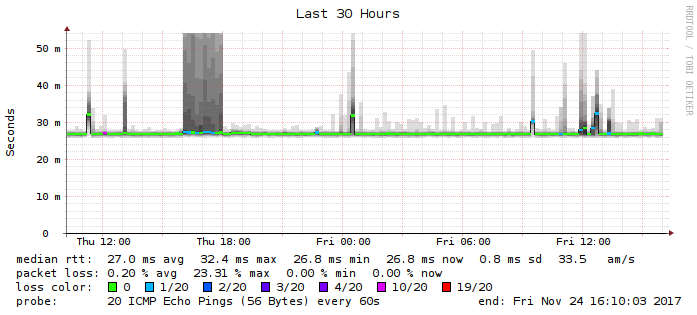 Last 30 Hours
RRDTOOL / TOBI OETIKER
Seconds
50 m
40 m
30 m
20 m
10 m
0
Thu 12:00 Thu 18:00 Fri 00:00 Fri 06:00 Fri 12:00
median rtt: 27.0 ms avg 32.4 ms max 26.8 ms min 26.8 ms now 0.8 ms sd 33.5 am/s
packet loss: 0.20 % avg 23.31 % max 0.00 % min 0.00 % now
loss color: 0 1/20 2/20 3/20 4/20 10/20 19/20
probe: 20 ICMP Echo Pings (56 Bytes) every 60s end: Fri Nov 24 16:10:03 2017